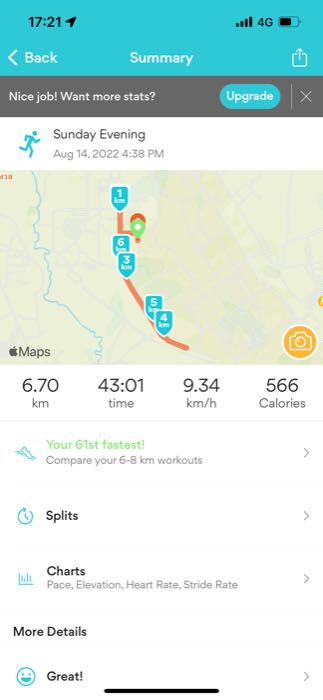 17:21
4G
Back
Summary
Nice job! Want more stats?
Upgrade
Sunday Evening
Aug 14, 2022 4:38 PM
1
km
6
km
3
km
5
km
4
km
Maps
6.70
43:01
9.34
566
km
time
km/h
Calories
Your 61st fastest!
Compare your 6-8 km workouts
Splits
Charts
Pace, Elevation, Heart Rate, Stride Rate
More Details
Great!